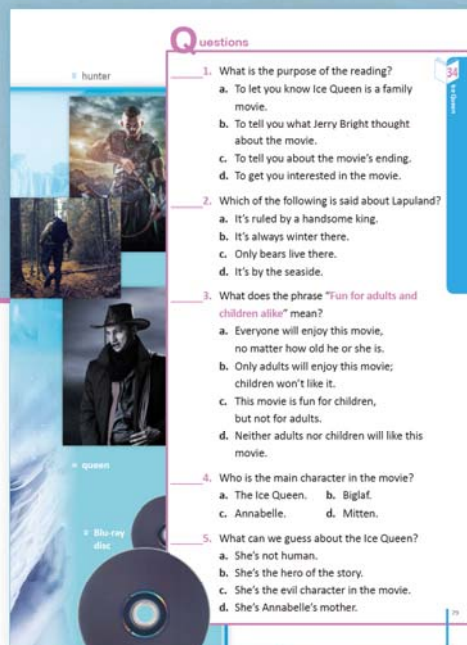 Questions
hunter
34
Ice Queen
1. What is the purpose of the reading?
a. To let you know Ice Queen is a family
movie.
b. To tell you what Jerry Bright thought
about the movie.
c. To tell you about the movie's ending.
d. To get you interested in the movie.
2. Which of the following is said about Lapuland?
a. It's ruled by a handsome king.
b. It's always winter there.
c. Only bears live there.
d. It's by the seaside.
3. What does the phrase "Fun for adults and
children alike" mean?
a. Everyone will enjoy this movie,
no matter how old he or she is.
b. Only adults will enjoy this movie;
children won't like it.
c. This movie is fun for children,
but not for adults.
d. Neither adults nor children will like this
movie.
queen
4. Who is the main character in the movie?
a. The Ice Queen. b. Biglaf.
c. Annabelle. d. Mitten.
Blu-ray
disc
5. What can we guess about the Ice Queen?
a. She's not human.
b. She's the hero of the story.
c. She's the evil character in the movie.
d. She's Annabelle's mother.
79